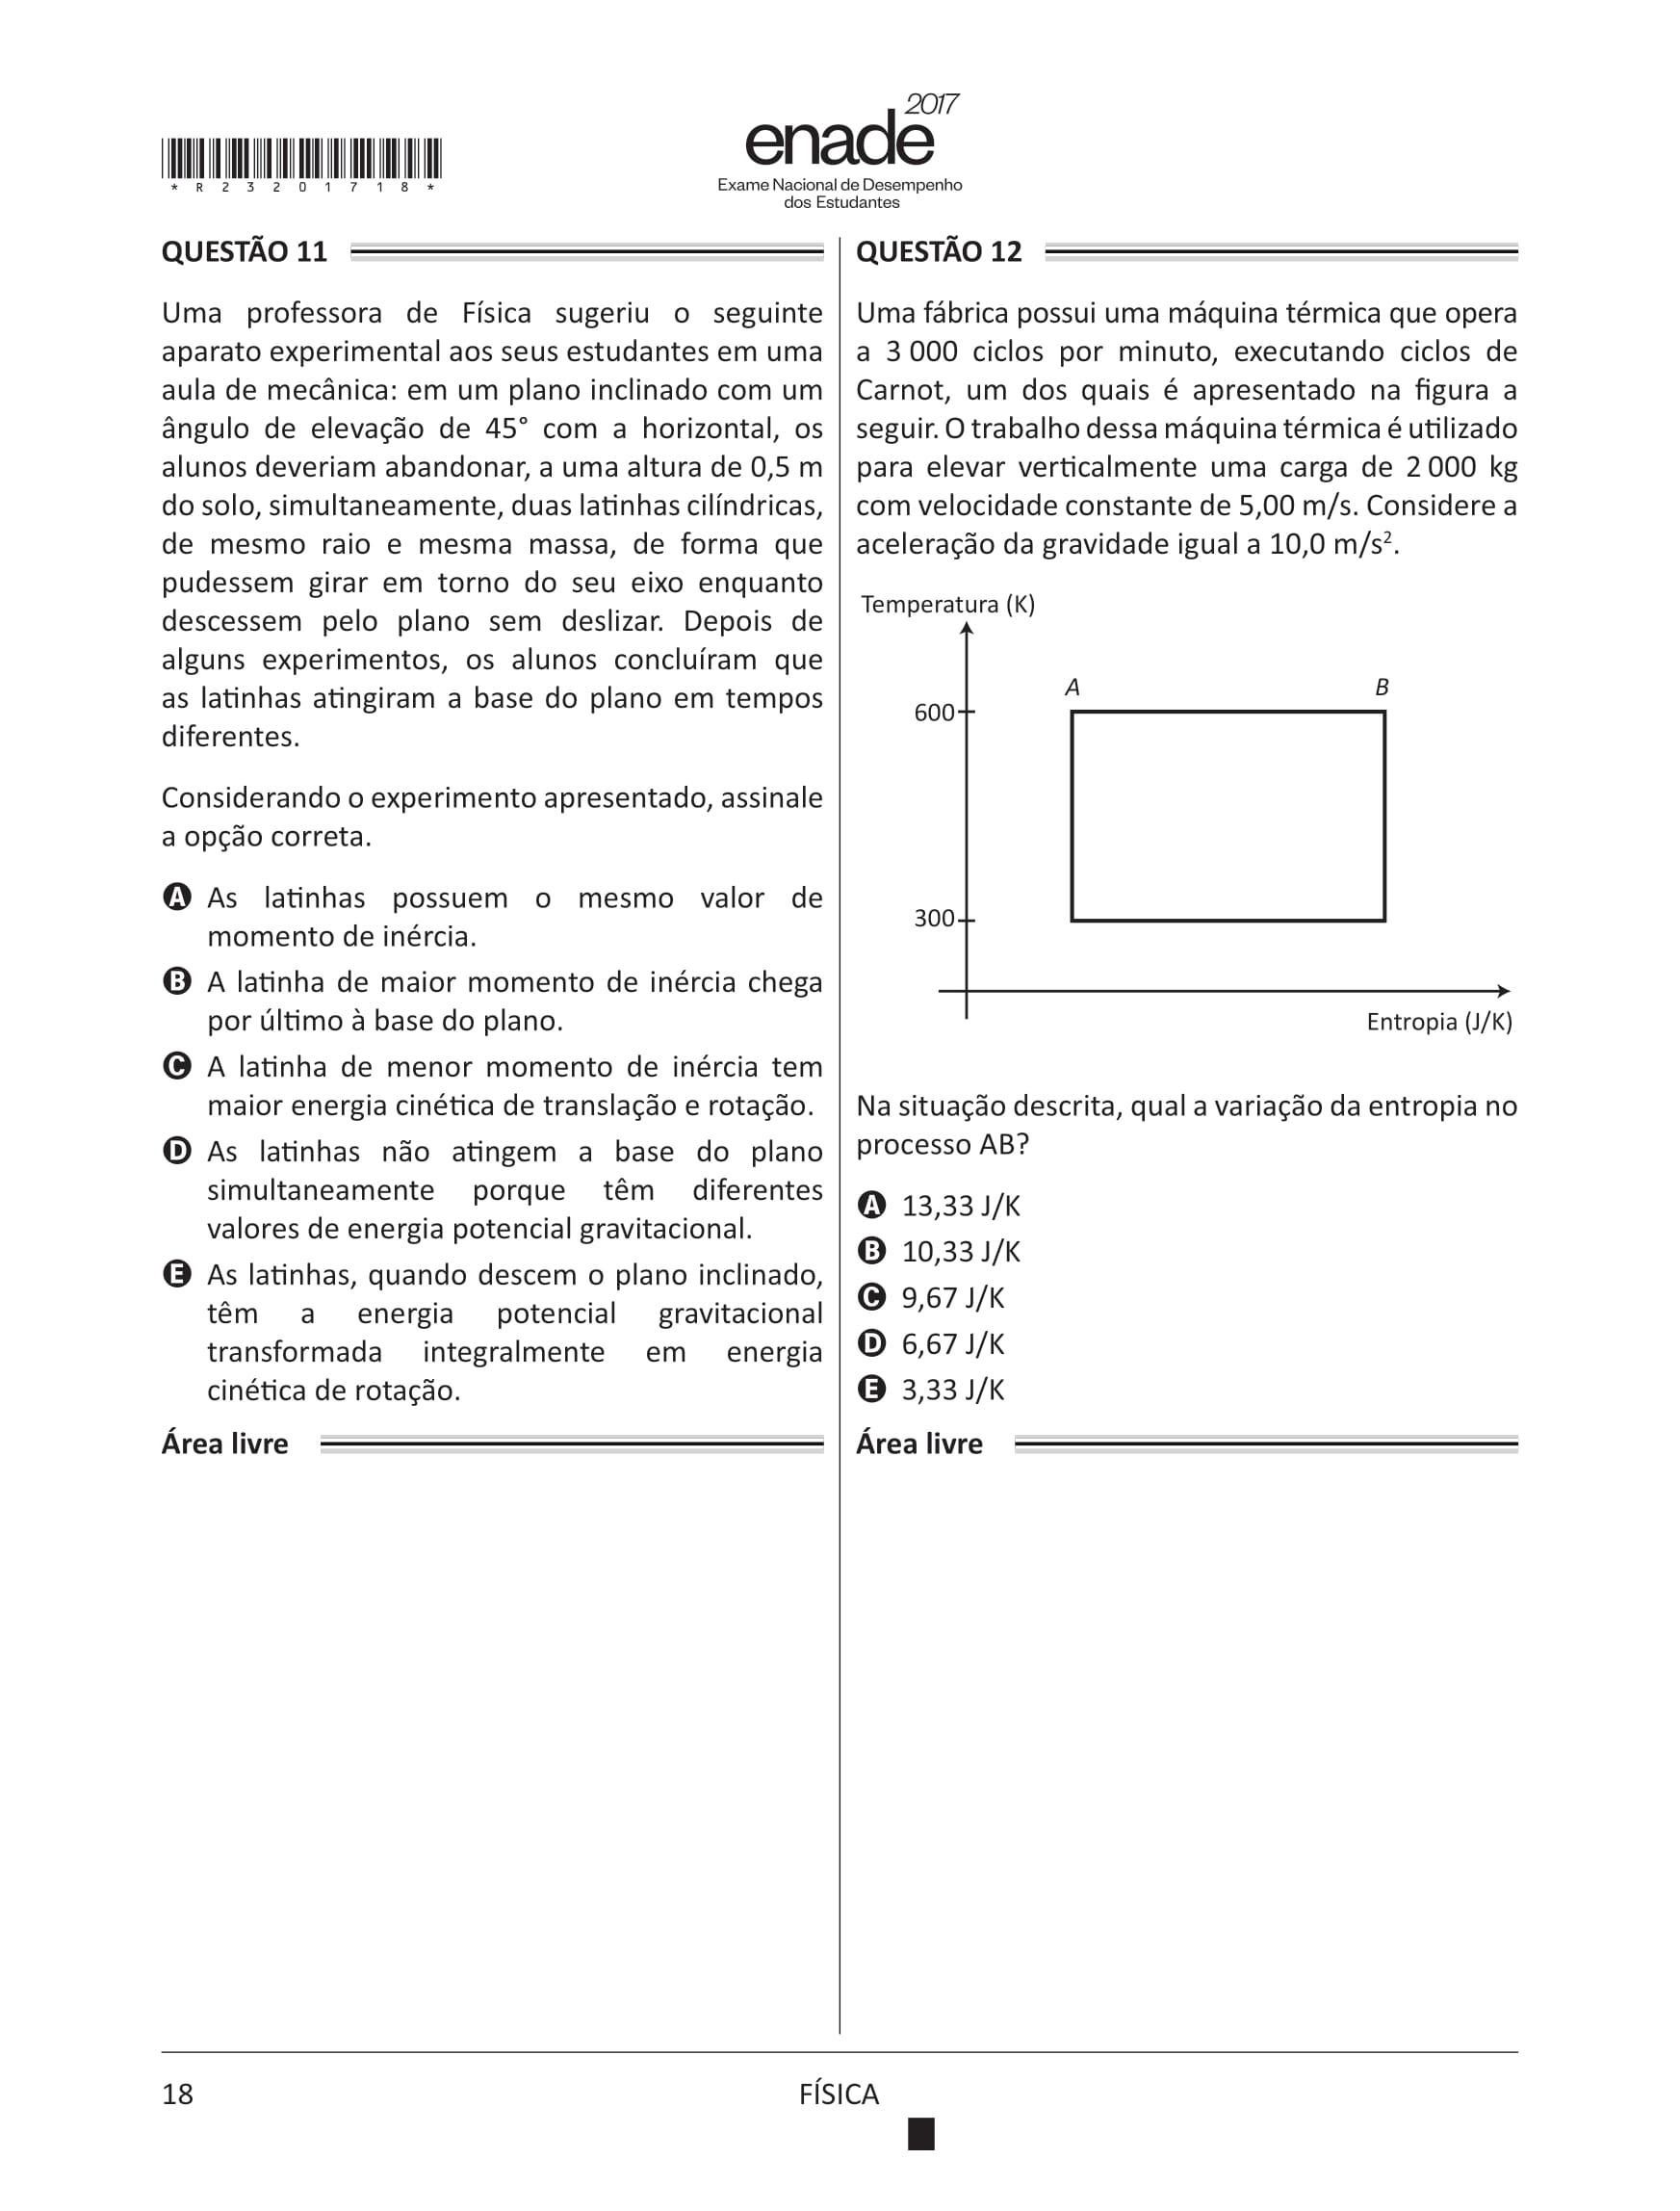 * R 2 3 2 0 1 7 1 8 *
enade 2017
Exame Nacional de Desempenho
dos Estudantes
QUESTÃO 11
Uma professora de Física sugeriu o seguinte
aparato experimental aos seus estudantes em uma
aula de mecânica: em um plano inclinado com um
ângulo de elevação de 45° com a horizontal, os
alunos deveriam abandonar, a uma altura de 0,5 m
do solo, simultaneamente, duas latinhas cilíndricas,
de mesmo raio e mesma massa, de forma que
pudessem girar em torno do seu eixo enquanto
descessem pelo plano sem deslizar. Depois de
alguns experimentos, os alunos concluíram que
as latinhas atingiram a base do plano em tempos
diferentes.
Considerando o experimento apresentado, assinale
a opção correta.
A As latinhas possuem o mesmo valor de
momento de inércia.
B A latinha de maior momento de inércia chega
por último à base do plano.
C A latinha de menor momento de inércia tem
maior energia cinética de translação e rotação.
D As latinhas não atingem a base do plano
simultaneamente porque têm diferentes
valores de energia potencial gravitacional.
E As latinhas, quando descem o plano inclinado,
têm a energia potencial gravitacional
transformada integralmente em energia
cinética de rotação.
Área livre
QUESTÃO 12
Uma fábrica possui uma máquina térmica que opera
a 3 000 ciclos por minuto, executando ciclos de
Carnot, um dos quais é apresentado na figura a
seguir. O trabalho dessa máquina térmica é utilizado
para elevar verticalmente uma carga de 2 000 kg
com velocidade constante de 5,00 m/s. Considere a
aceleração da gravidade igual a 10,0 m/s².
Temperatura (K)
A B
600
300
Entropia (J/K)
Na situação descrita, qual a variação da entropia no
processo AB?
A 13,33 J/K
B 10,33 J/K
C 9,67 J/K
D 6,67 J/K
E 3,33 J/K
Área livre
18
FÍSICA